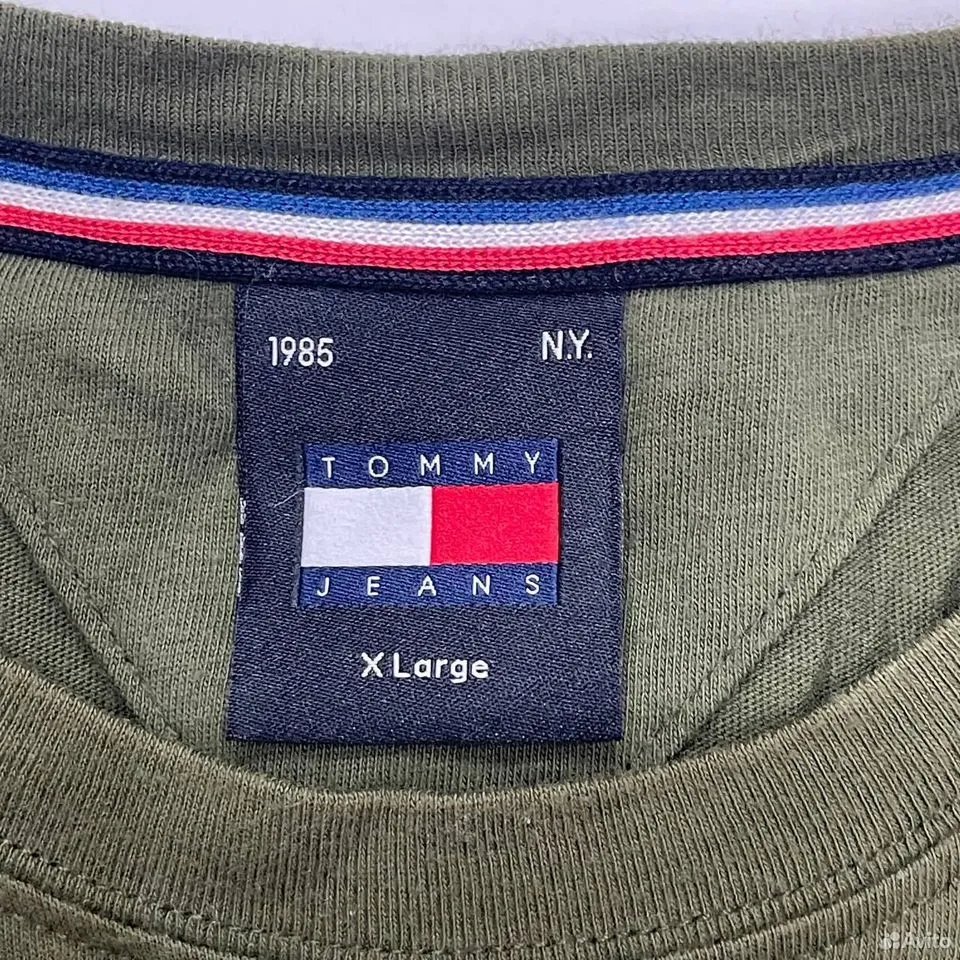 1985 N.Y.
TOMMY
JEANS
X Large
Avito